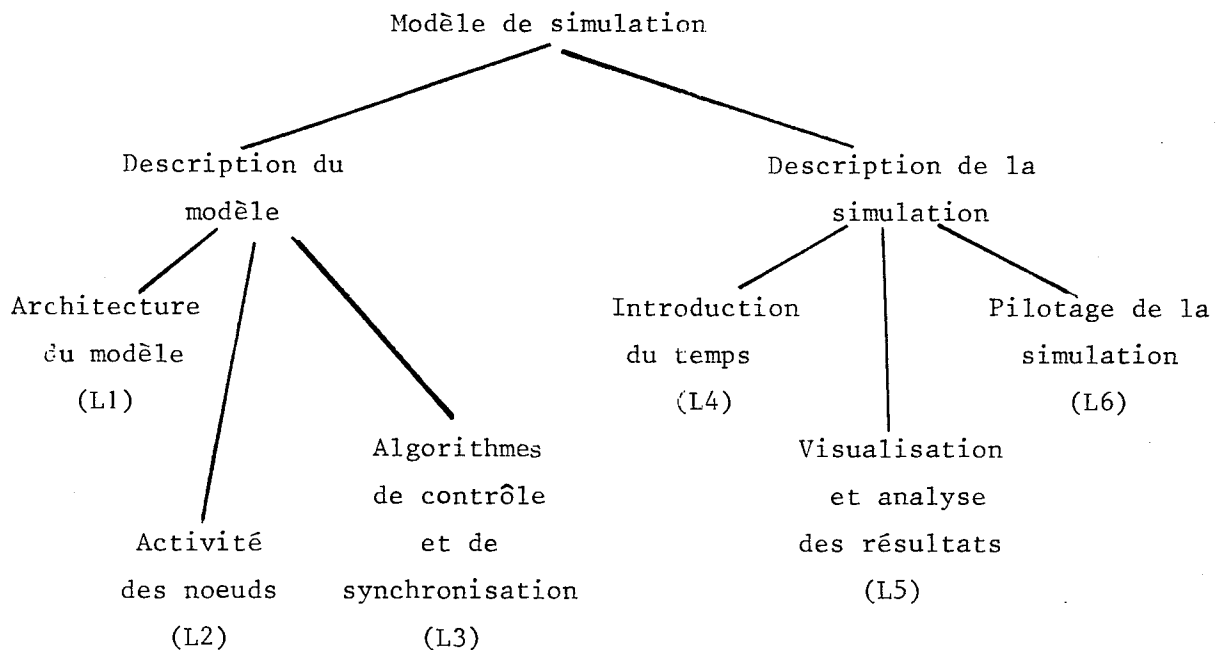 Modèle de simulation
Description du
modèle
Description de la
simulation
Architecture
du modèle
(L1)
Activité
des noeuds
(L2)
Algorithmes
de contrôle
et de
synchronisation
(L3)
Introduction
du temps
(L4)
Visualisation
et analyse
des résultats
(L5)
Pilotage de la
simulation
(L6)